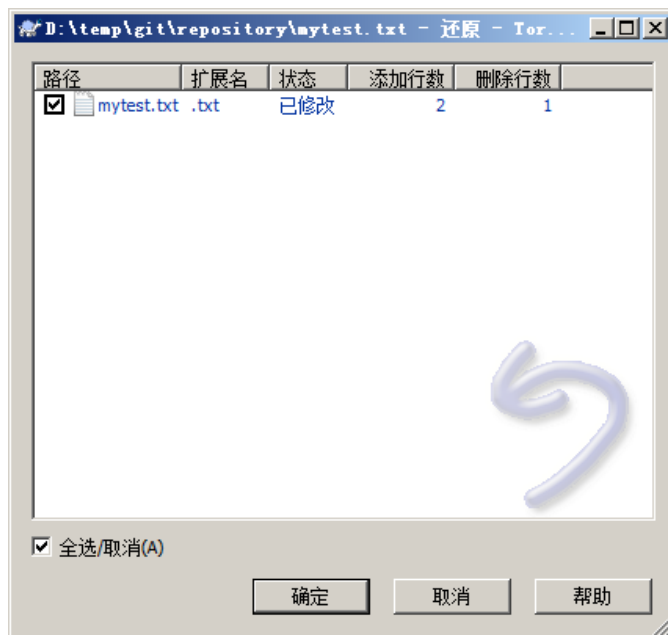 D:\temp\git\repository\mytest.txt - 还原 - Tor...
路径 扩展名 状态 添加行数 删除行数
mytest.txt .txt 已修改 2 1
全选/取消(A)
确定 取消 帮助